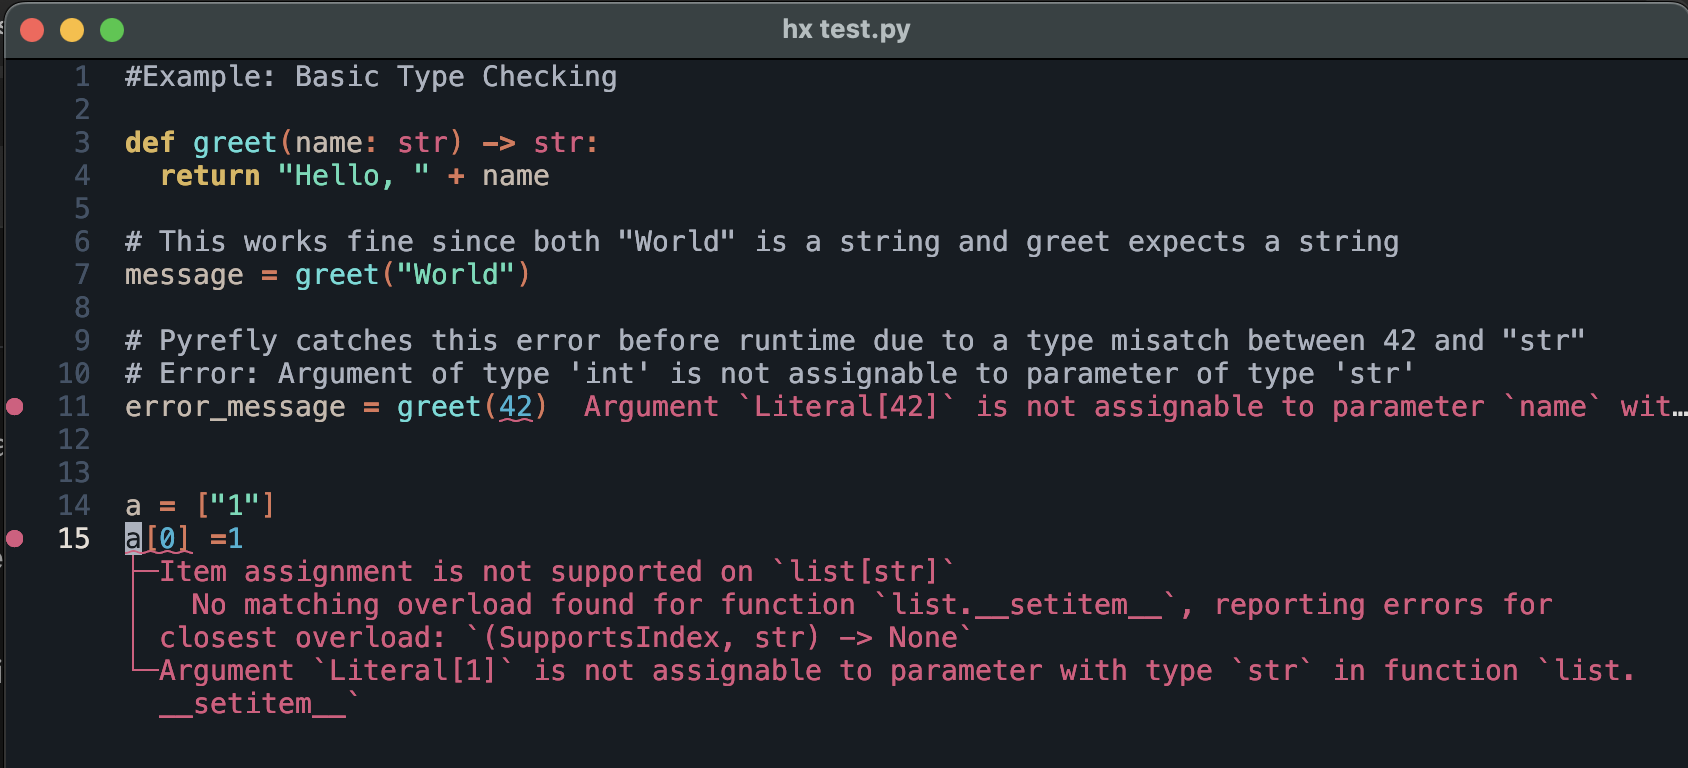 hx test.py
1 #Example: Basic Type Checking
2
3 def greet(name: str) -> str:
4 return "Hello, " + name
5
6 # This works fine since both "World" is a string and greet expects a string
7 message = greet("World")
8
9 # Pyrefly catches this error before runtime due to a type misatch between 42 and "str"
10 # Error: Argument of type 'int' is not assignable to parameter of type 'str'
11 error_message = greet(42) Argument `Literal[42]` is not assignable to parameter `name` wit…
12
13
14 a = ["1"]
15 a[0] =1
Item assignment is not supported on `list[str]`
No matching overload found for function `list.__setitem__`, reporting errors for
closest overload: `(SupportsIndex, str) -> None`
Argument `Literal[1]` is not assignable to parameter with type `str` in function `list.
__setitem__`